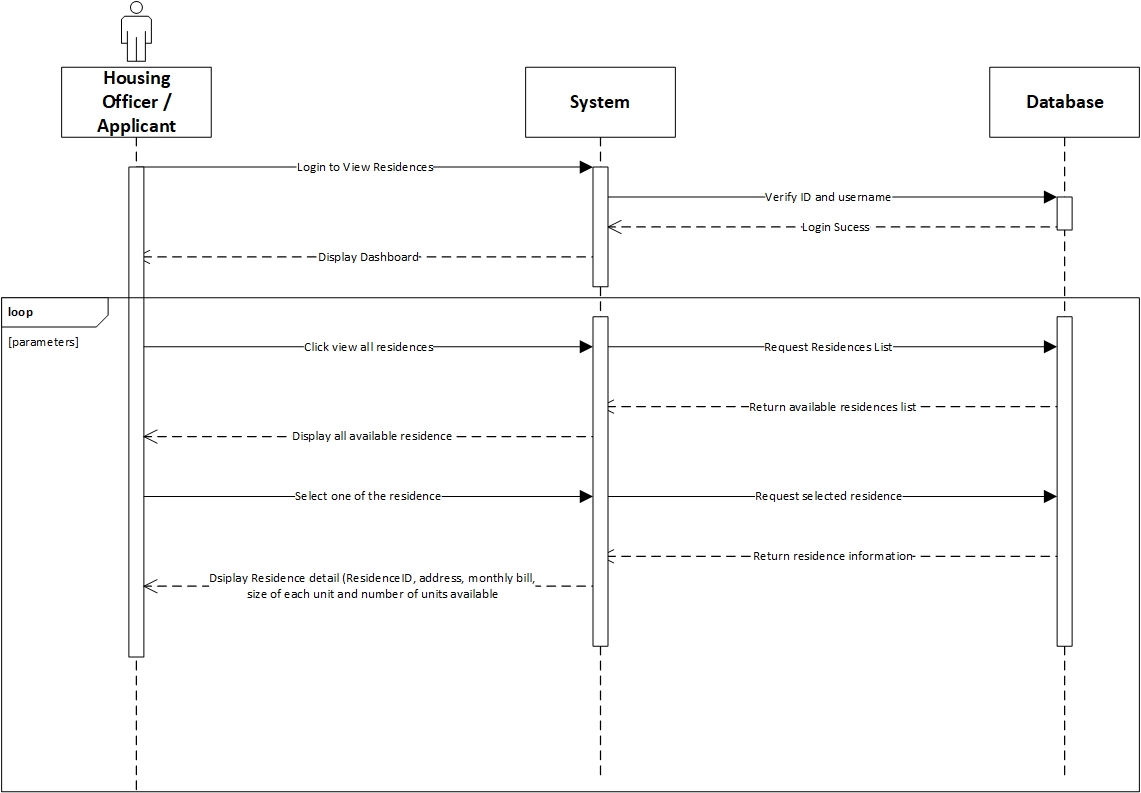 Housing
Officer /
Applicant
System
Database
Login to View Residences
Verify ID and username
Login Sucess
Display Dashboard
loop
[parameters]
Click view all residences
Request Residences List
Return available residences list
Display all available residence
Select one of the residence
Request selected residence
Return residence information
Dsiplay Residence detail (ResidenceID, address, monthly bill,
size of each unit and number of units available